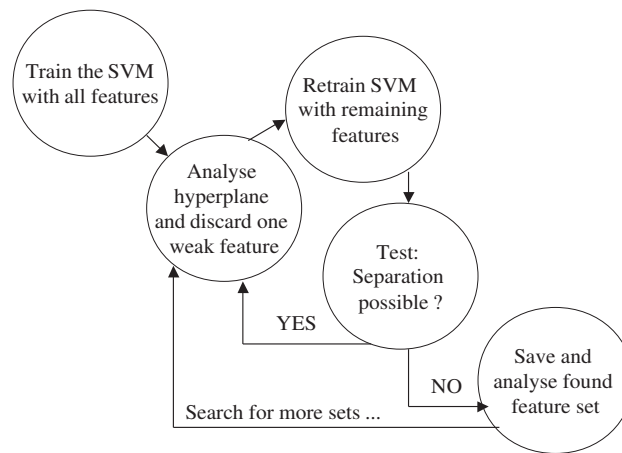 Train the SVM
with all features
Retrain SVM
with remaining
features
Analyse
hyperplane
and discard one
weak feature
Test:
Separation
possible ?
YES
NO
Save and
analyse found
feature set
Search for more sets ...